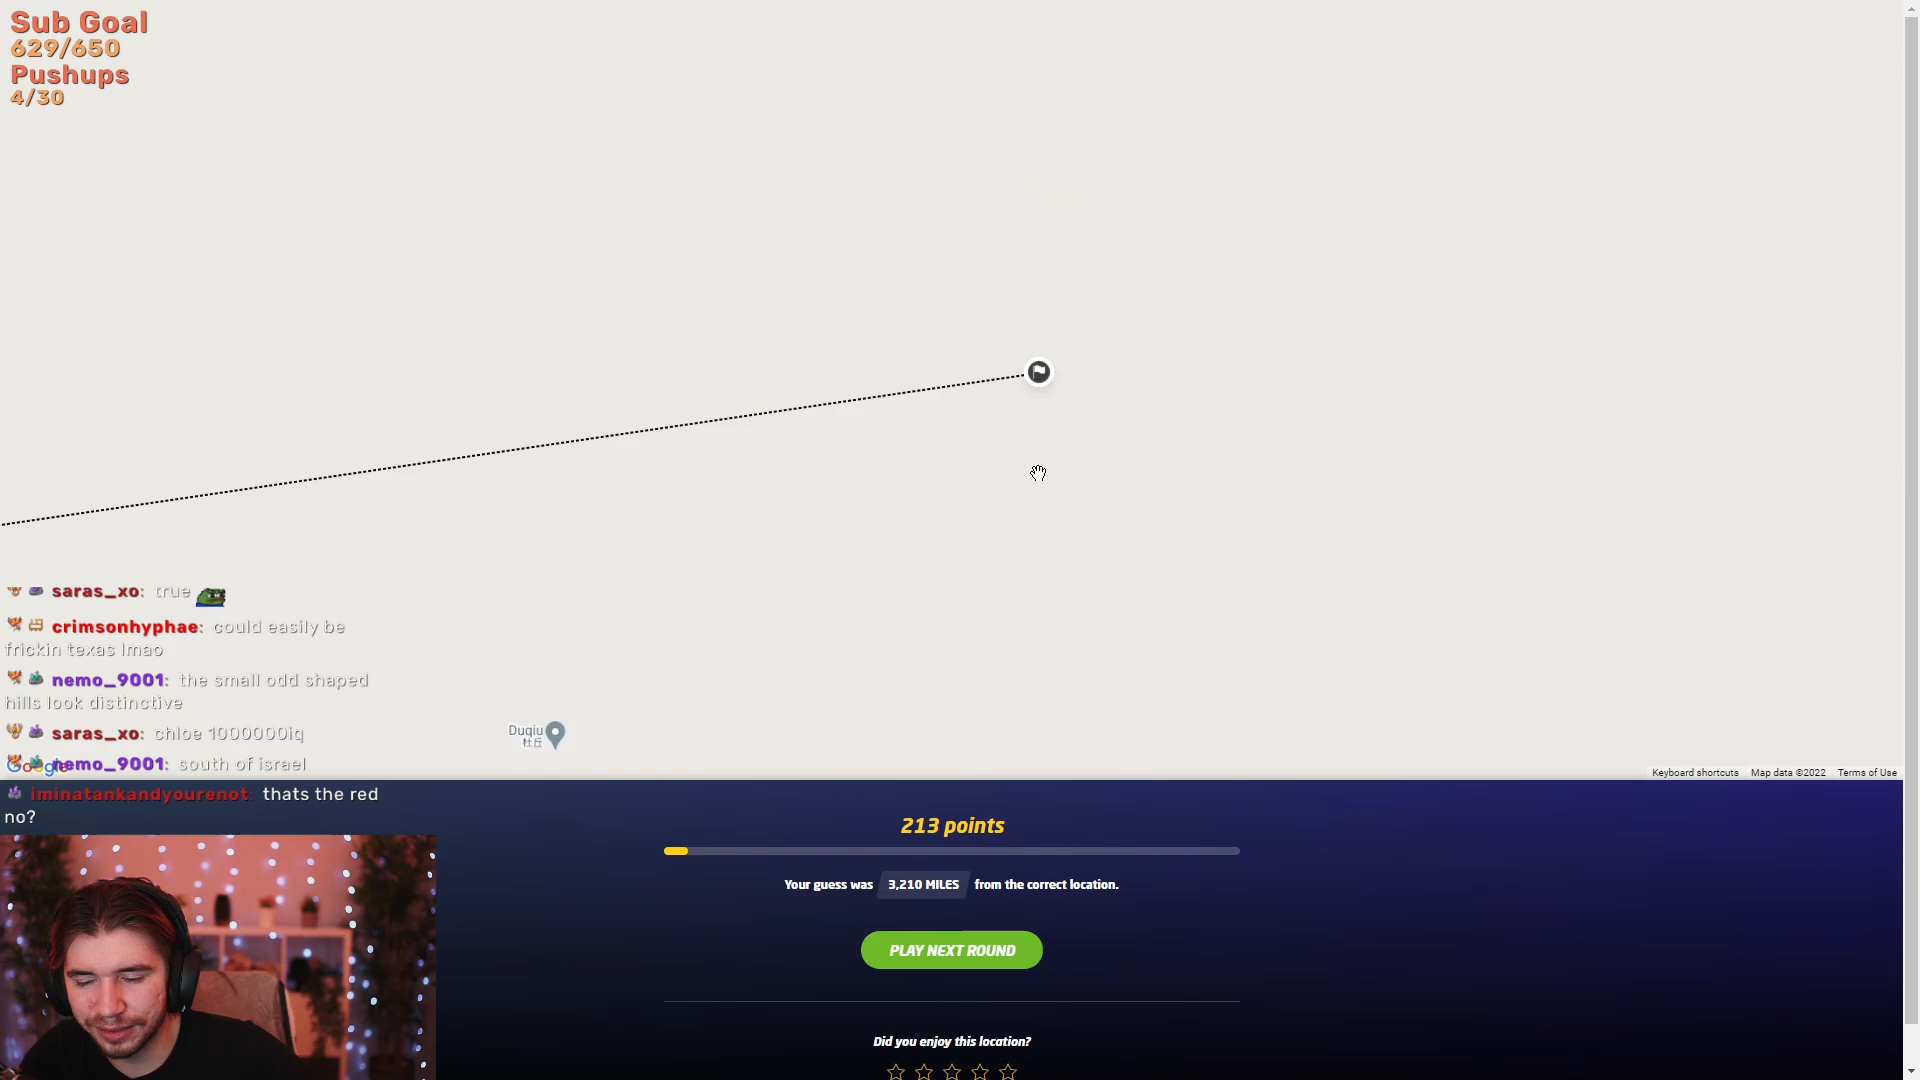 Sub Goal
629/650
Pushups
4/30
saras_xo: true
crimsonhyphae: could easily be
frickin texas lmao
nemo_9001: the small odd shaped
hills look distinctive
saras_xo: chloe 1000000iq
Google
nemo_9001: south of israel
iminatankandyourenot: thats the red
no?
Duqiu
杜丘
Keyboard shortcuts
Map data ©2022
Terms of Use
213 points
Your guess was 3,210 MILES from the correct location.
PLAY NEXT ROUND
Did you enjoy this location?